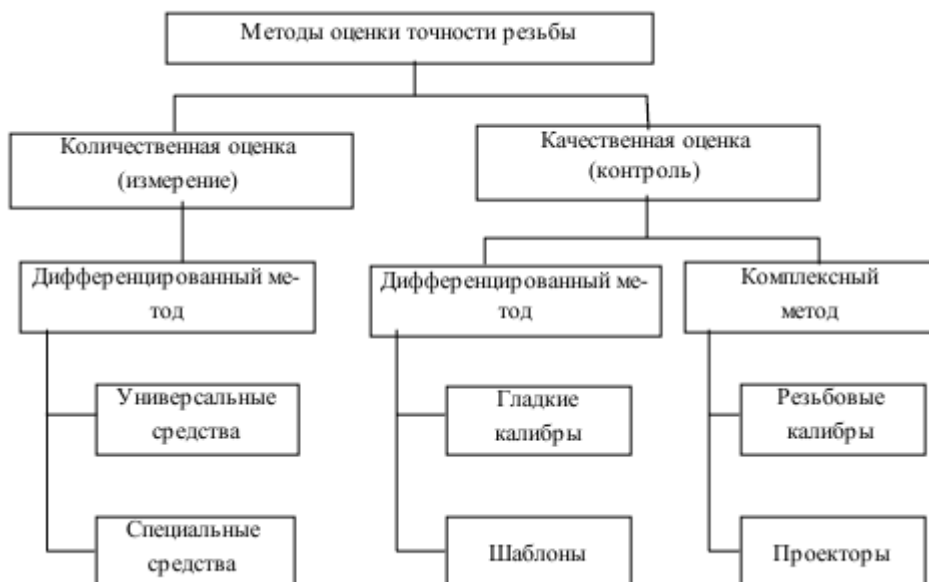 Методы оценки точности резьбы
Количественная оценка
(измерение)
Качественная оценка
(контроль)
Дифференцированный ме-
тод
Дифференцированный ме-
тод
Комплексный
метод
Универсальные
средства
Гладкие
калибры
Резьбовые
калибры
Специальные
средства
Шаблоны
Проекторы